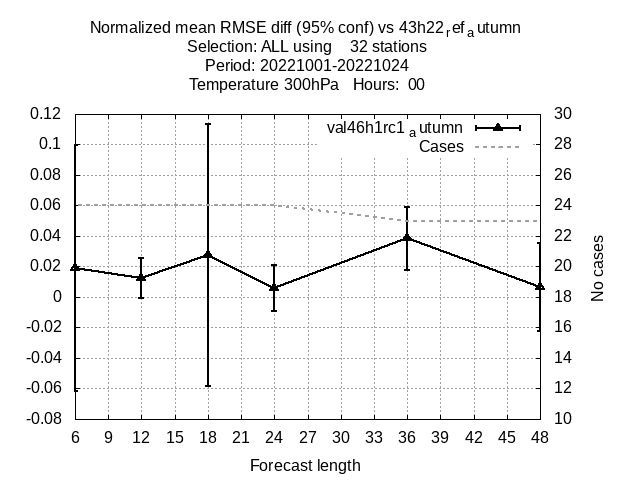 Normalized mean RMSE diff (95% conf) vs 43h22refautumn
Selection: ALL using 32 stations
Period: 20221001-20221024
Temperature 300hPa Hours: 00
val46h1rc1autumn
Cases
0.12
0.1
0.08
0.06
0.04
0.02
0
-0.02
-0.04
-0.06
-0.08
30
28
26
24
22
20
18
16
14
12
10
No cases
6 9 12 15 18 21 24 27 30 33 36 39 42 45 48
Forecast length